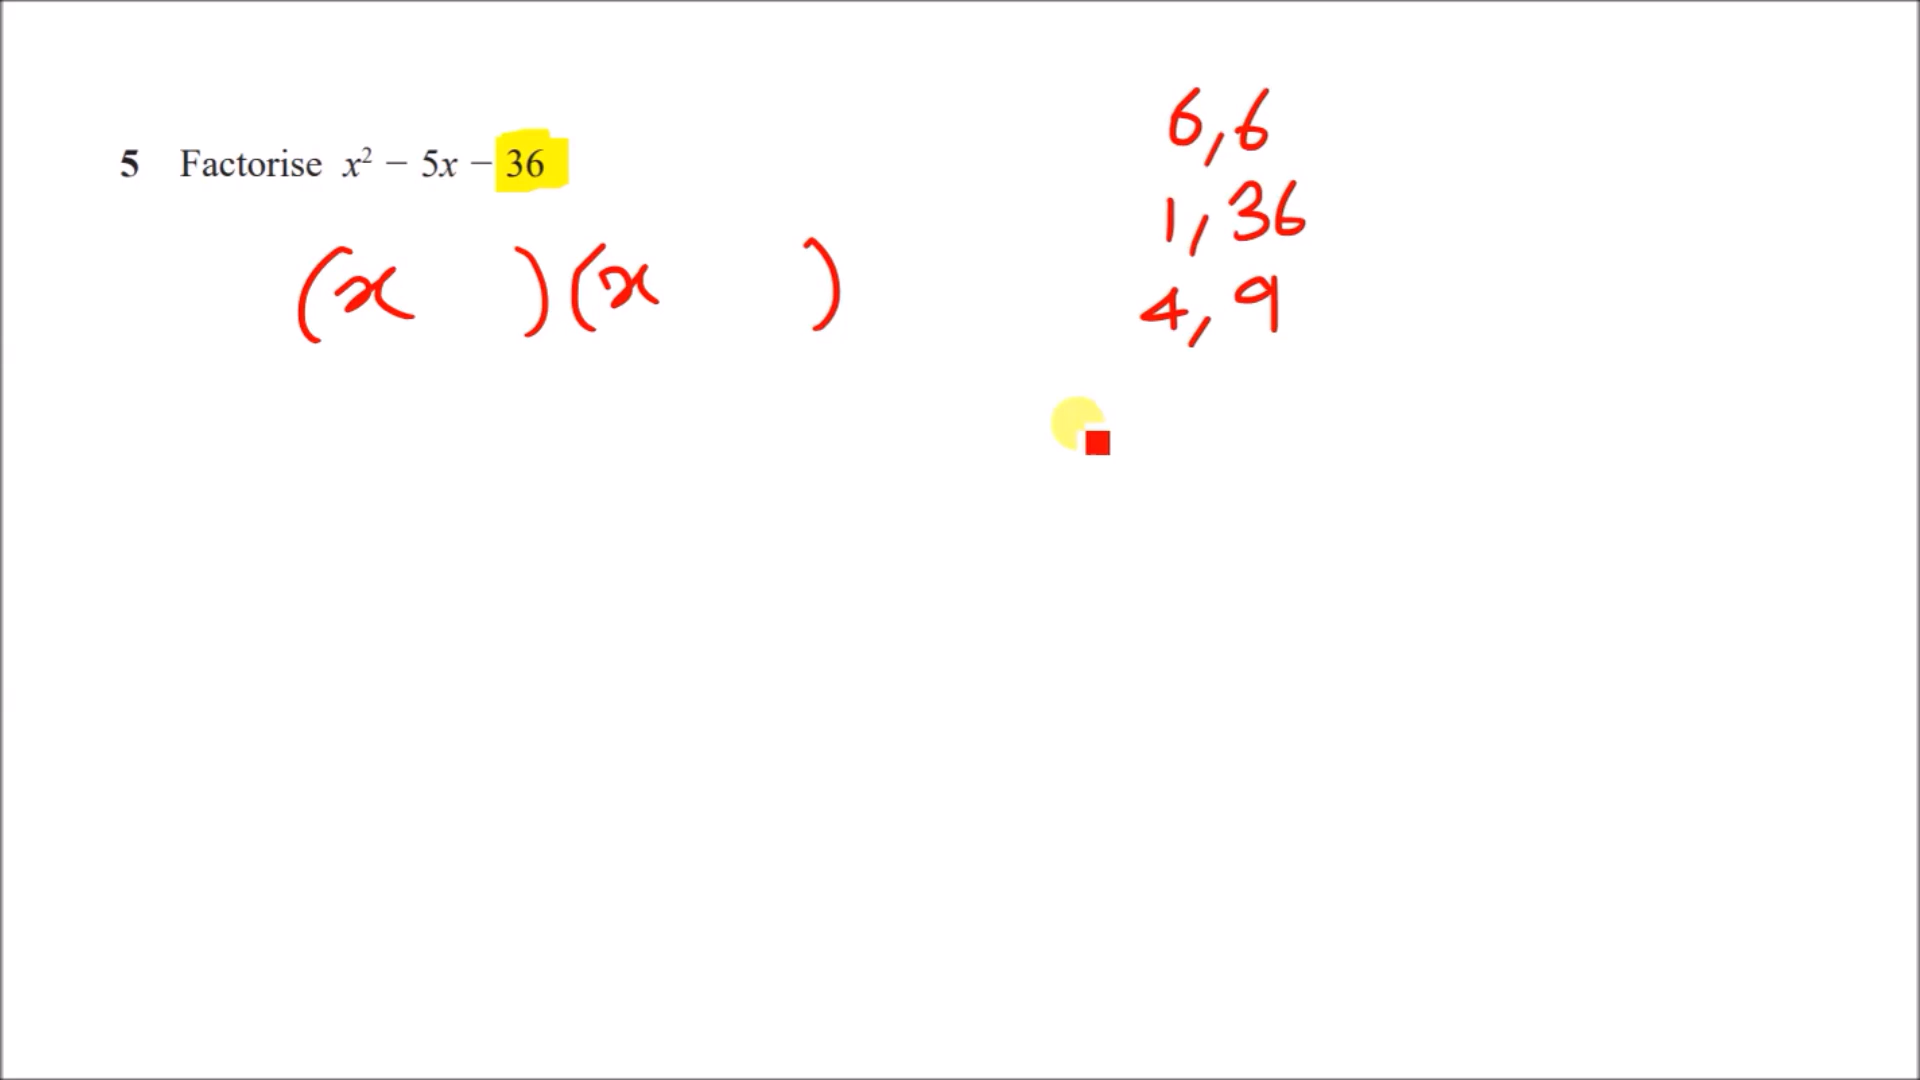 5 Factorise x² − 5x − 36
(x    )(x    )
6,6
1,36
4,9